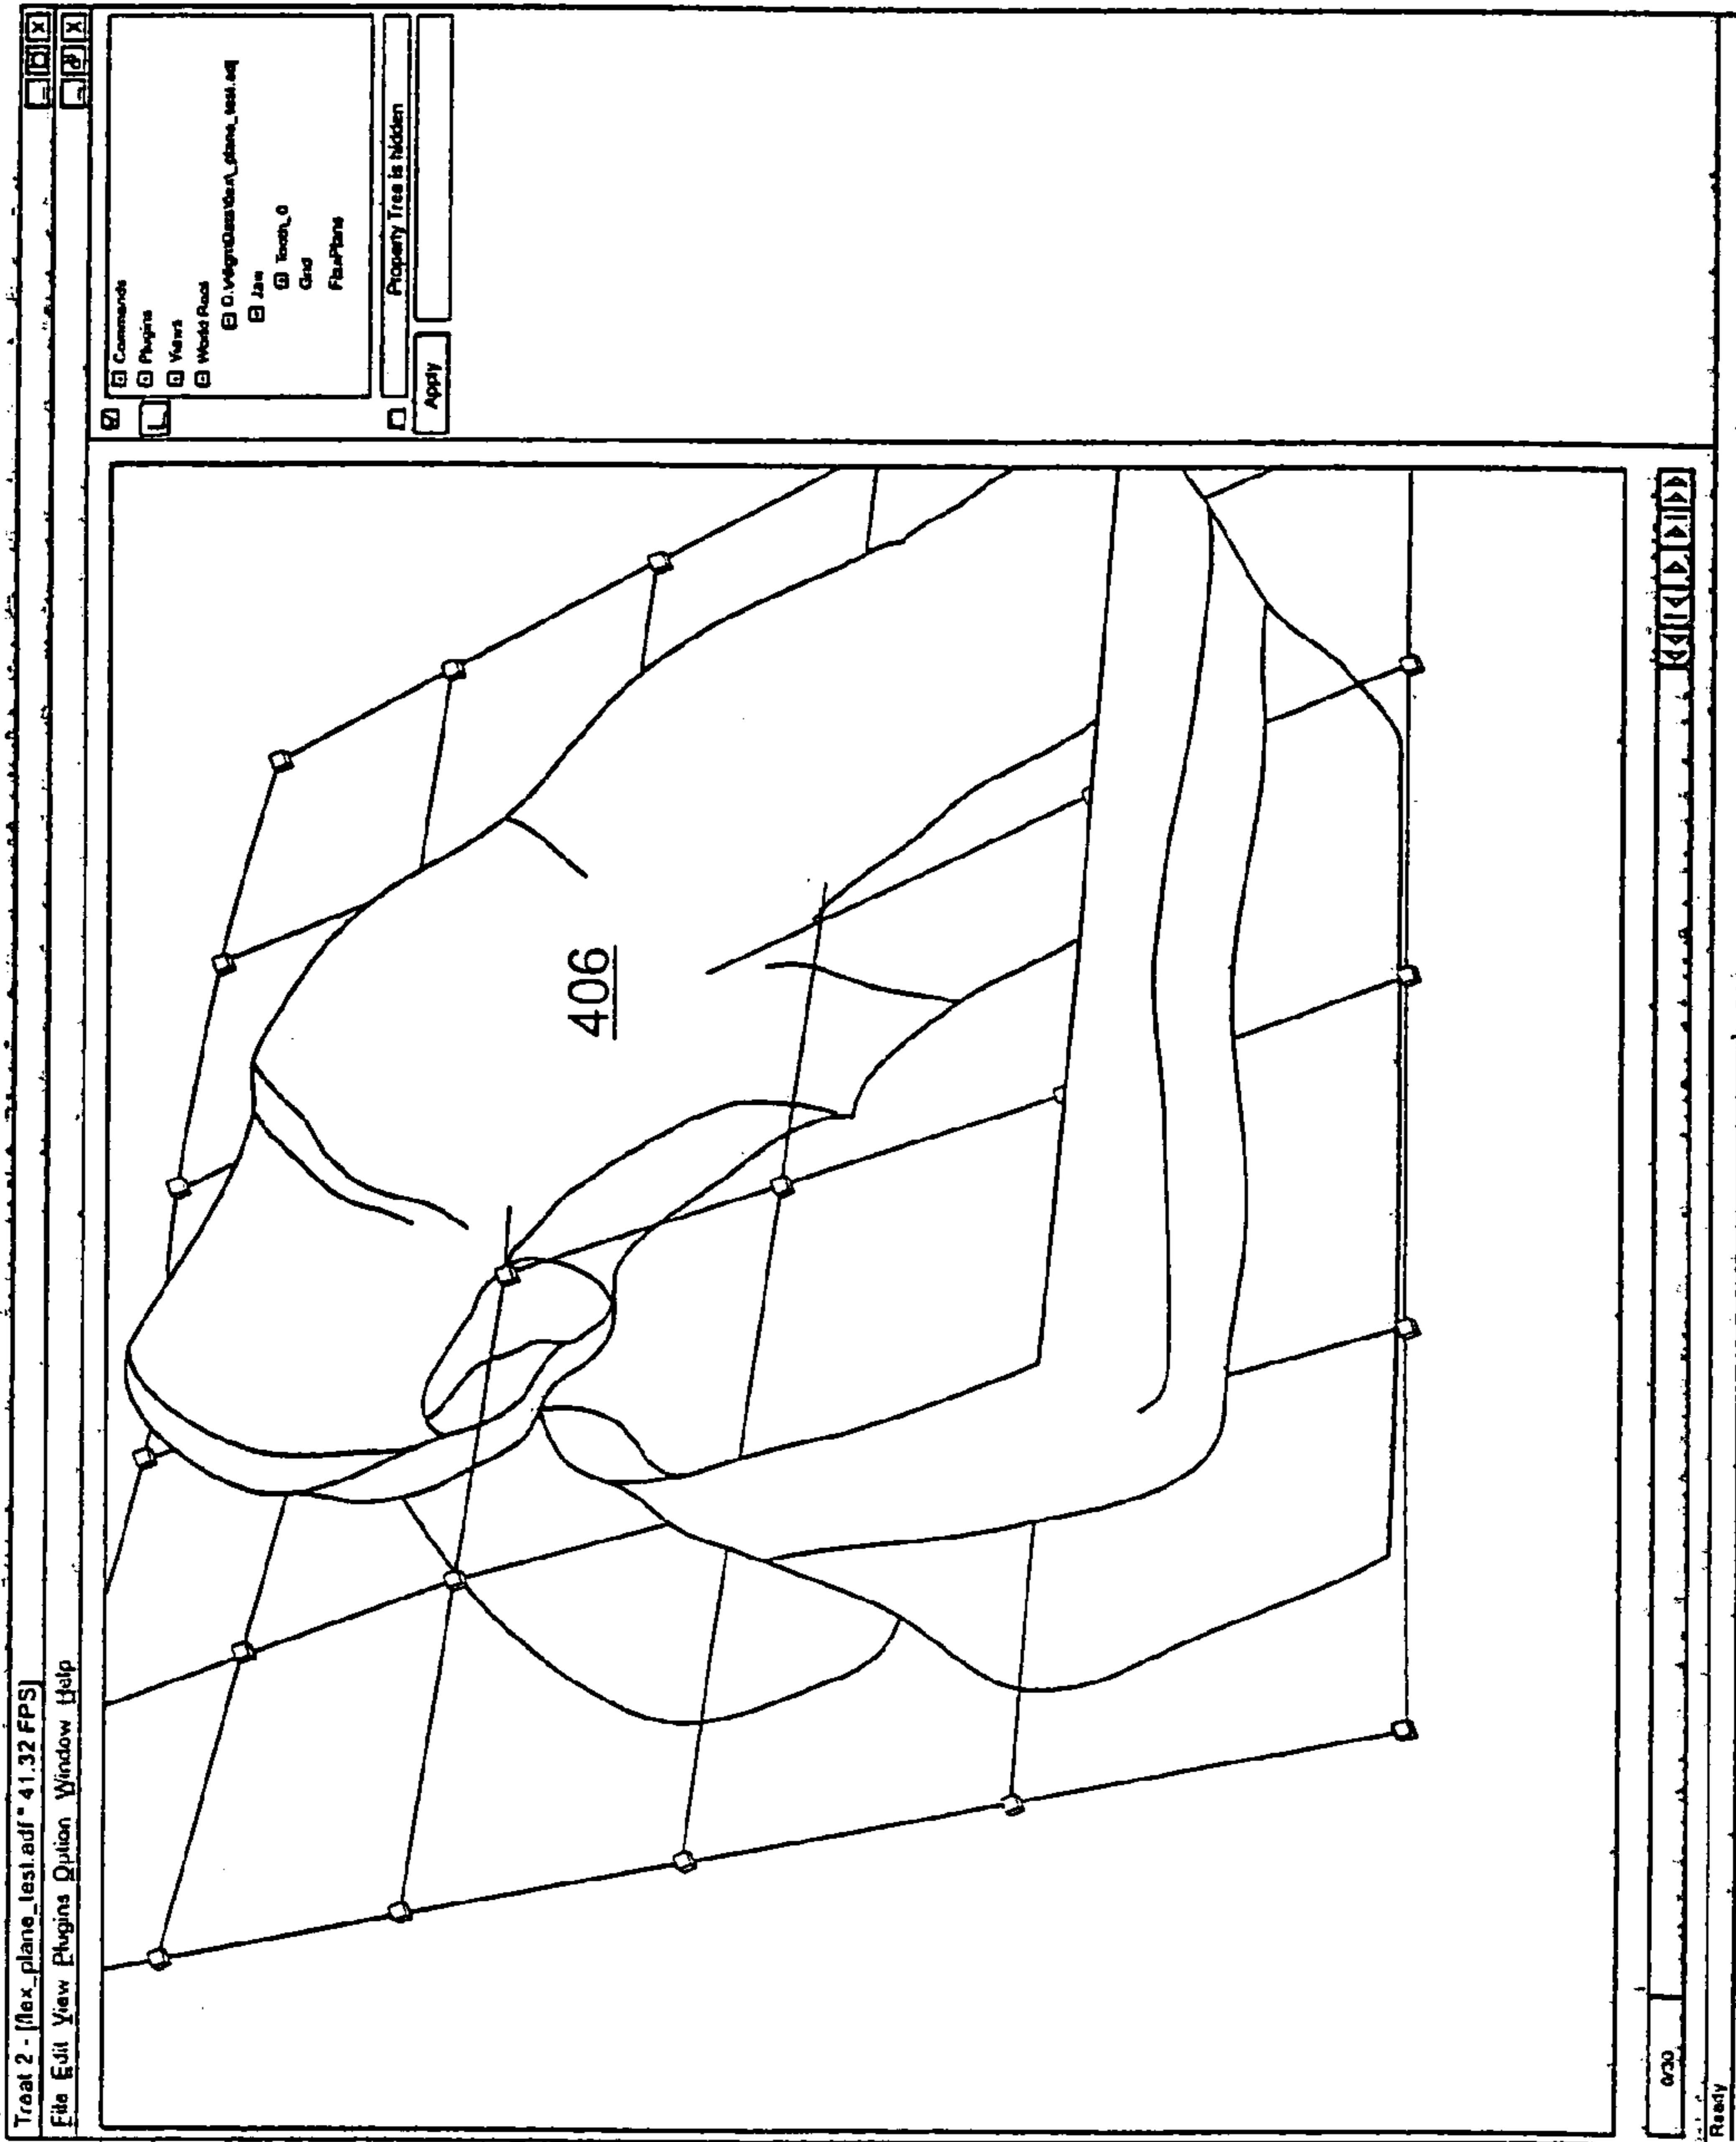 Treat 2 - [flex_plane_test.adf * 41.32 FPS]
File Edit View Plugins Option Window Help
Commands
Plugins
Views
World Root
Jaw
Tooth_0
Grid
FlexPlane
Property Tree is hidden
Apply
406
0/30
Ready